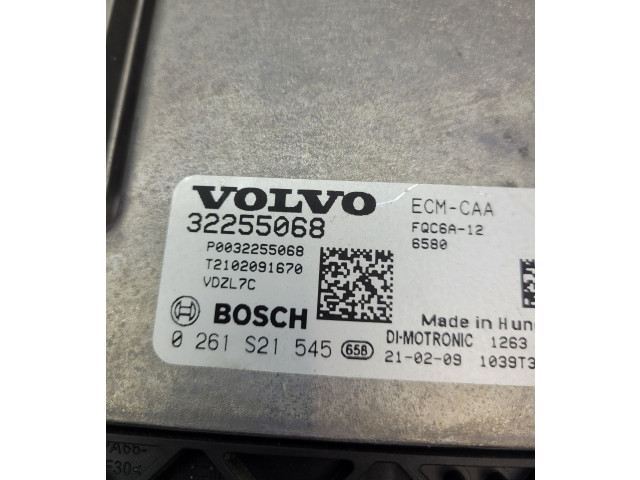 VOLVO
32255068
P0032255068
T2102091670
VDZL7C
BOSCH
0 261 S21 545 658
ECM-CAA
FQC6A-12
6580
Made in Hun
DI-MOTRONIC 1263
21-02-09 1039T3